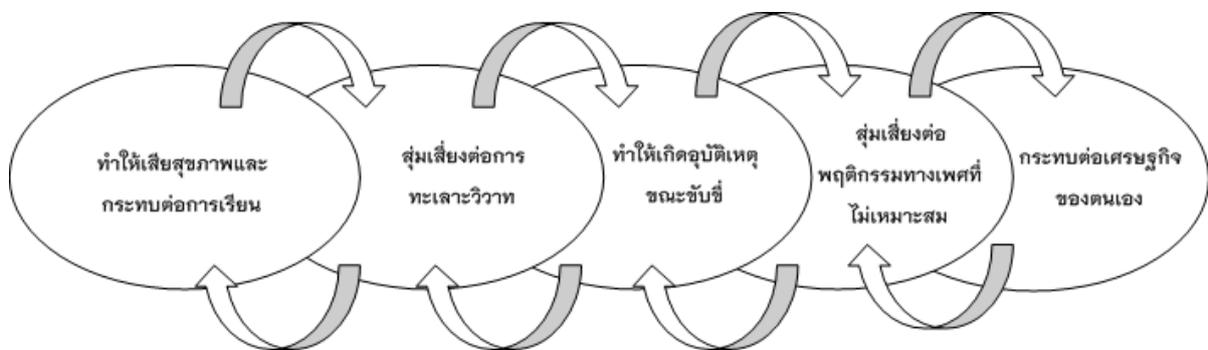 ทำให้เสียสุขภาพและ
กระทบต่อการเรียน
สุ่มเสี่ยงต่อการ
ทะเลาะวิวาท
ทำให้เกิดอุบัติเหตุ
ขณะขับขี่
สุ่มเสี่ยงต่อ
พฤติกรรมทางเพศที่
ไม่เหมาะสม
กระทบต่อเศรษฐกิจ
ของตนเอง